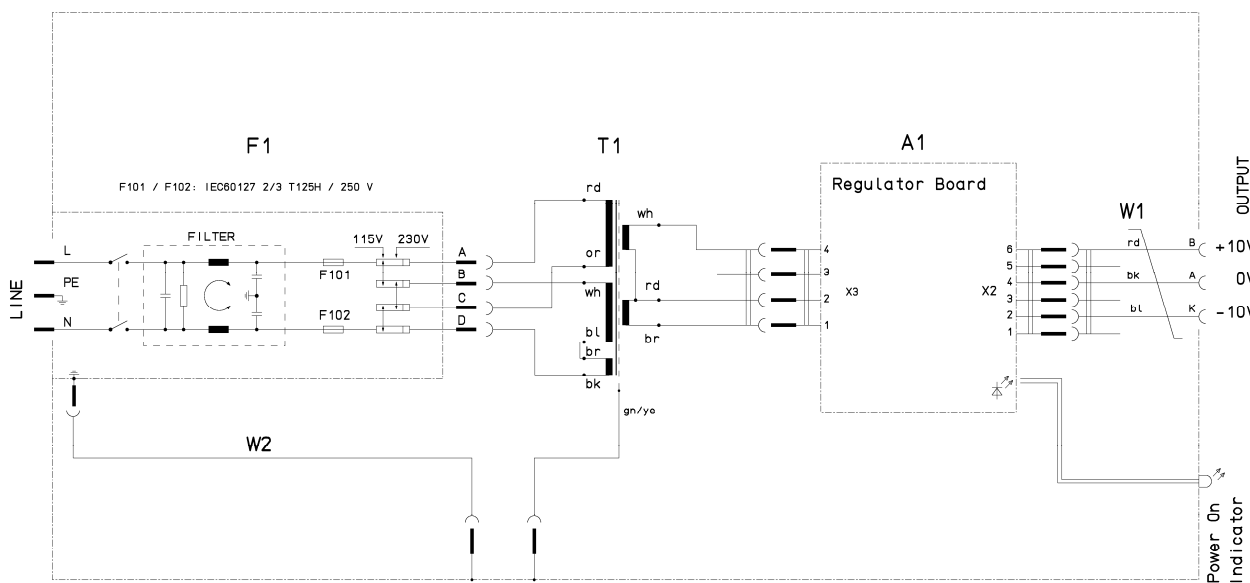 F1
T1
A1
F101 / F102: IEC60127 2/3 T125H / 250 V
Regulator Board
OUTPUT
W1
LINE
L
PE
N
FILTER
115V 230V
F101
F102
A
B
C
D
rd
or
wh
bl
br
bk
gn/ye
wh
rd
br
4
3
2
1
X3
X2
6
5
4
3
2
1
rd B +10V
bk A 0V
bl K -10V
W2
Power On
Indicator